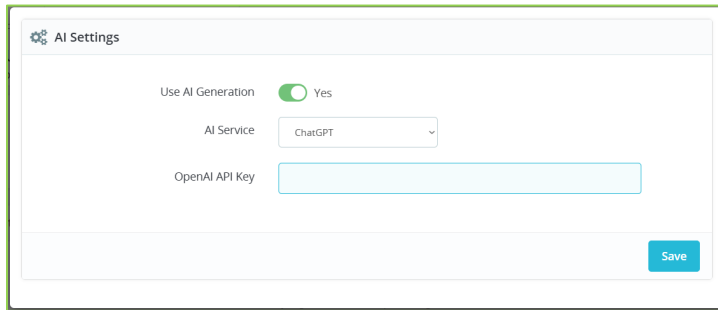 AI Settings
Use AI Generation Yes
AI Service ChatGPT
OpenAI API Key
Save